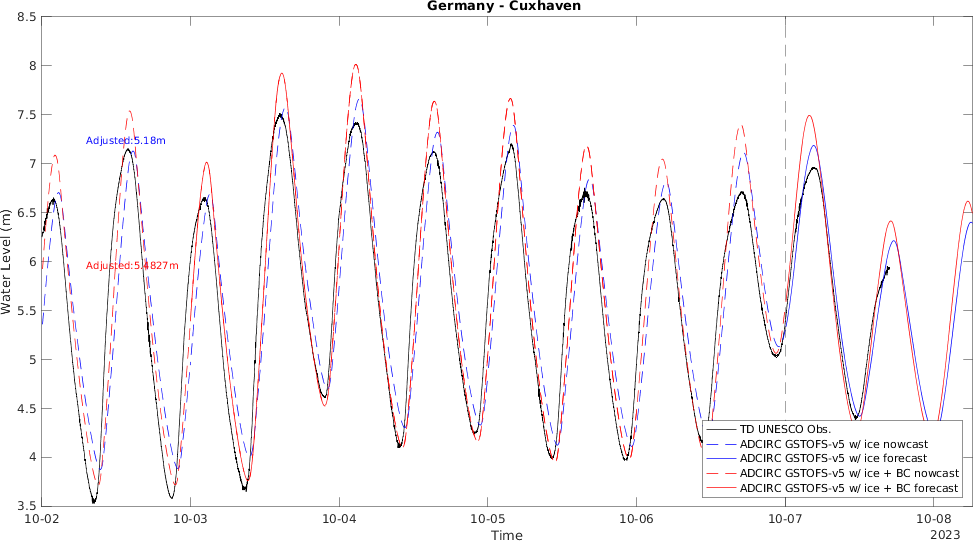 Germany - Cuxhaven
8.5
8
7.5
7
6.5
6
5.5
5
4.5
4
3.5
Water Level (m)
Adjusted:5.18m
Adjusted:5.4827m
TD UNESCO Obs.
ADCIRC GSTOFS-v5 w/ ice nowcast
ADCIRC GSTOFS-v5 w/ ice forecast
ADCIRC GSTOFS-v5 w/ ice + BC nowcast
ADCIRC GSTOFS-v5 w/ ice + BC forecast
10-02 10-03 10-04 10-05 10-06 10-07 10-08
Time
2023